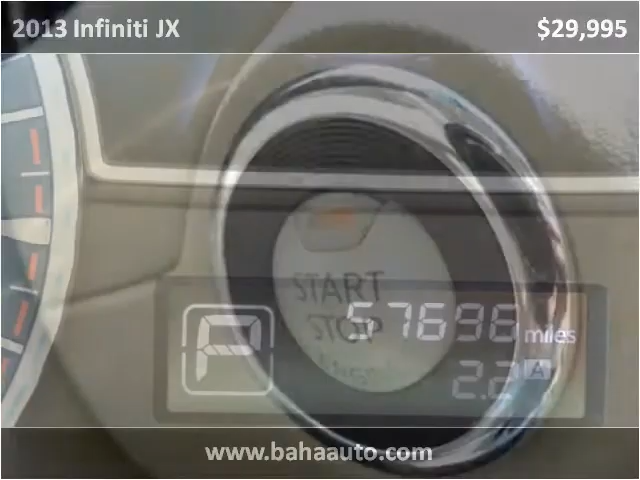 2013 Infiniti JX $29,995
START
STOP
P 57696 miles
2.2 A
www.bahaauto.com